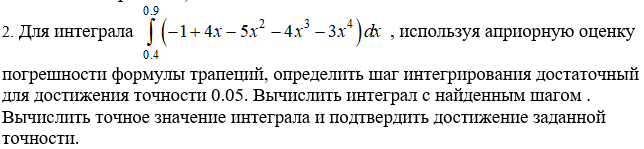 2. Для интеграла ∫_{0.4}^{0.9} (−1 + 4x − 5x² − 4x³ − 3x⁴) dx , используя априорную оценку
погрешности формулы трапеций, определить шаг интегрирования достаточный
для достижения точности 0.05. Вычислить интеграл с найденным шагом .
Вычислить точное значение интеграла и подтвердить достижение заданной
точности.